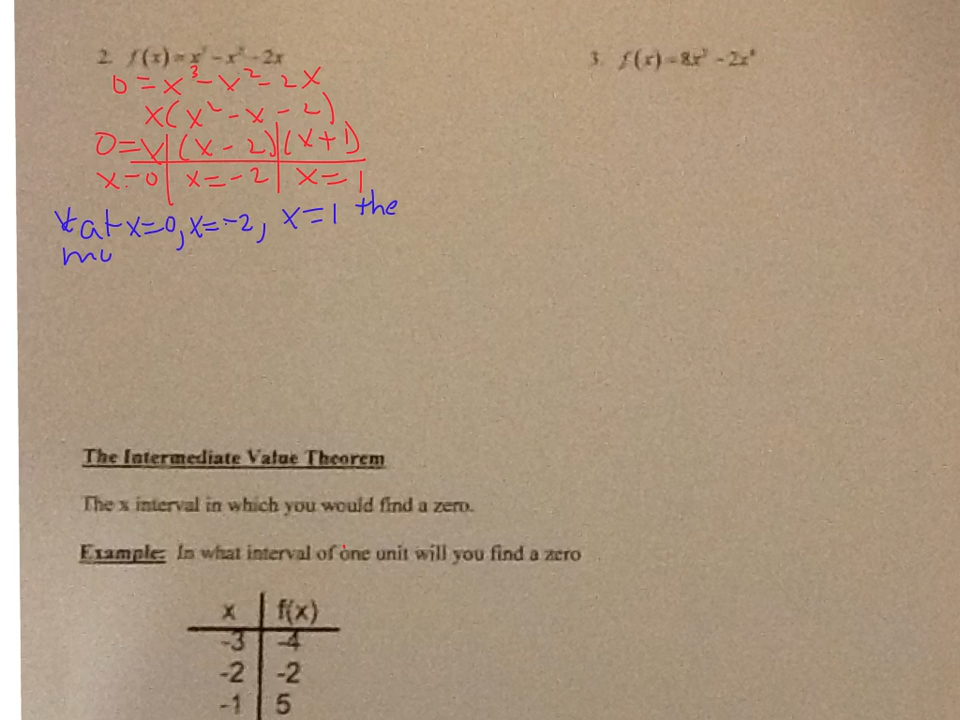 2. f(x) = x³ - x² - 2x
3. f(x) = 8x³ - 2x⁴
0 = x³ - x² - 2x
x(x² - x - 2)
0 = x | (x - 2) | (x + 1)
x = 0 | x = -2 | x = 1
* at x=0, x=-2, x=1 the
mu
The Intermediate Value Theorem
The x interval in which you would find a zero.
Example: In what interval of one unit will you find a zero
x | f(x)
-3 | -4
-2 | -2
-1 | 5